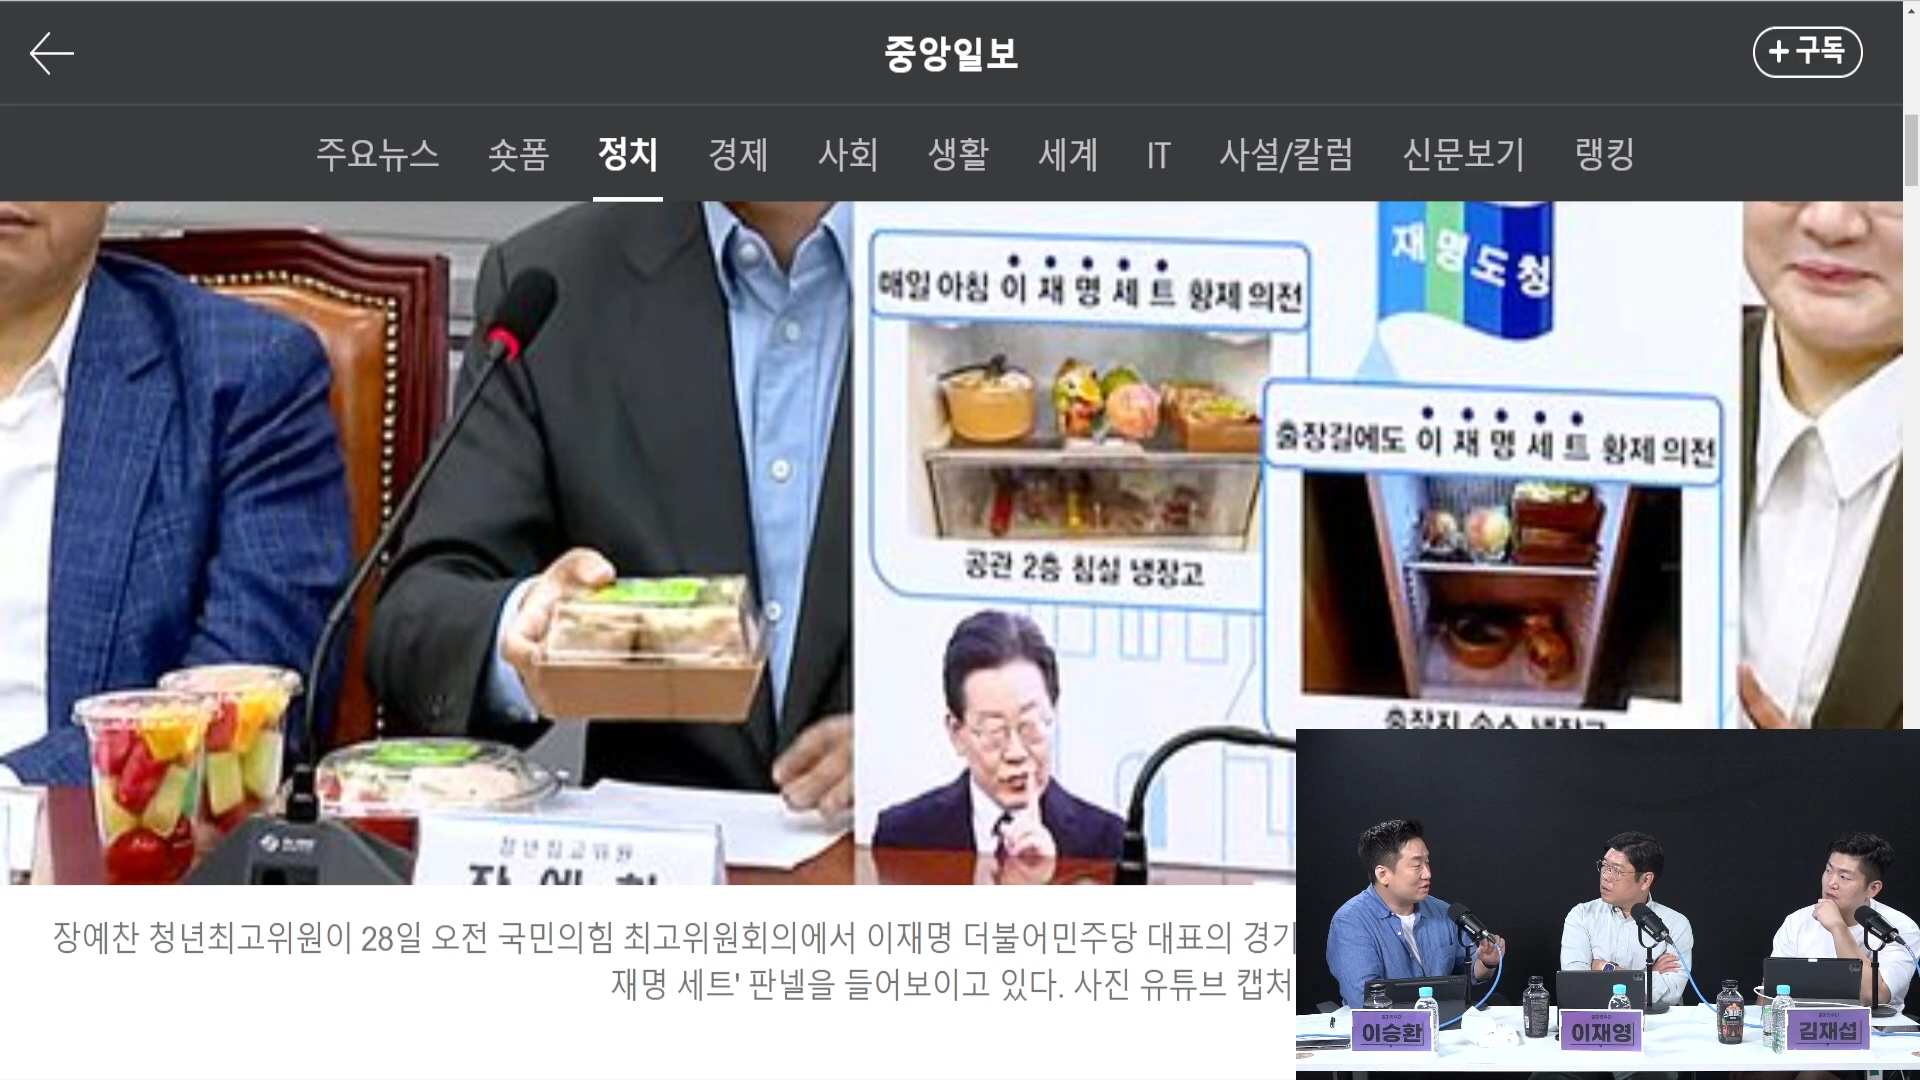 중앙일보
+ 구독
주요뉴스 숏폼 정치 경제 사회 생활 세계 IT 사설/칼럼 신문보기 랭킹
재명도청
매일 아침 이재명세트 황제 의전
출장길에도 이재명세트 황제 의전
공관 2층 침실 냉장고
청년최고위원
장예찬 청년최고위원이 28일 오전 국민의힘 최고위원회의에서 이재명 더불어민주당 대표의 경기
재명 세트' 판넬을 들어보이고 있다. 사진 유튜브 캡처
이승환
이재영
김재섭